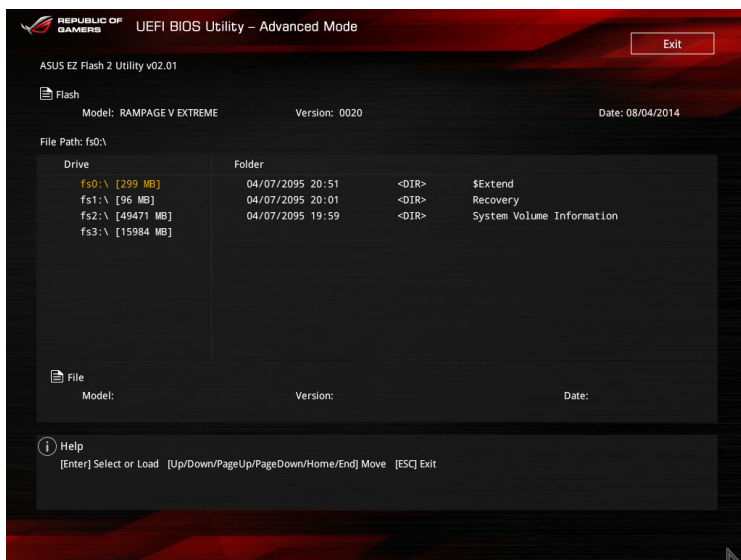 REPUBLIC OF
GAMERS
UEFI BIOS Utility – Advanced Mode
Exit
ASUS EZ Flash 2 Utility v02.01
Flash
Model: RAMPAGE V EXTREME Version: 0020 Date: 08/04/2014
File Path: fs0:\
Drive Folder
fs0:\ [299 MB] 04/07/2095 20:51 <DIR> $Extend
fs1:\ [96 MB] 04/07/2095 20:01 <DIR> Recovery
fs2:\ [49471 MB] 04/07/2095 19:59 <DIR> System Volume Information
fs3:\ [15984 MB]
File
Model: Version: Date:
Help
[Enter] Select or Load [Up/Down/PageUp/PageDown/Home/End] Move [ESC] Exit